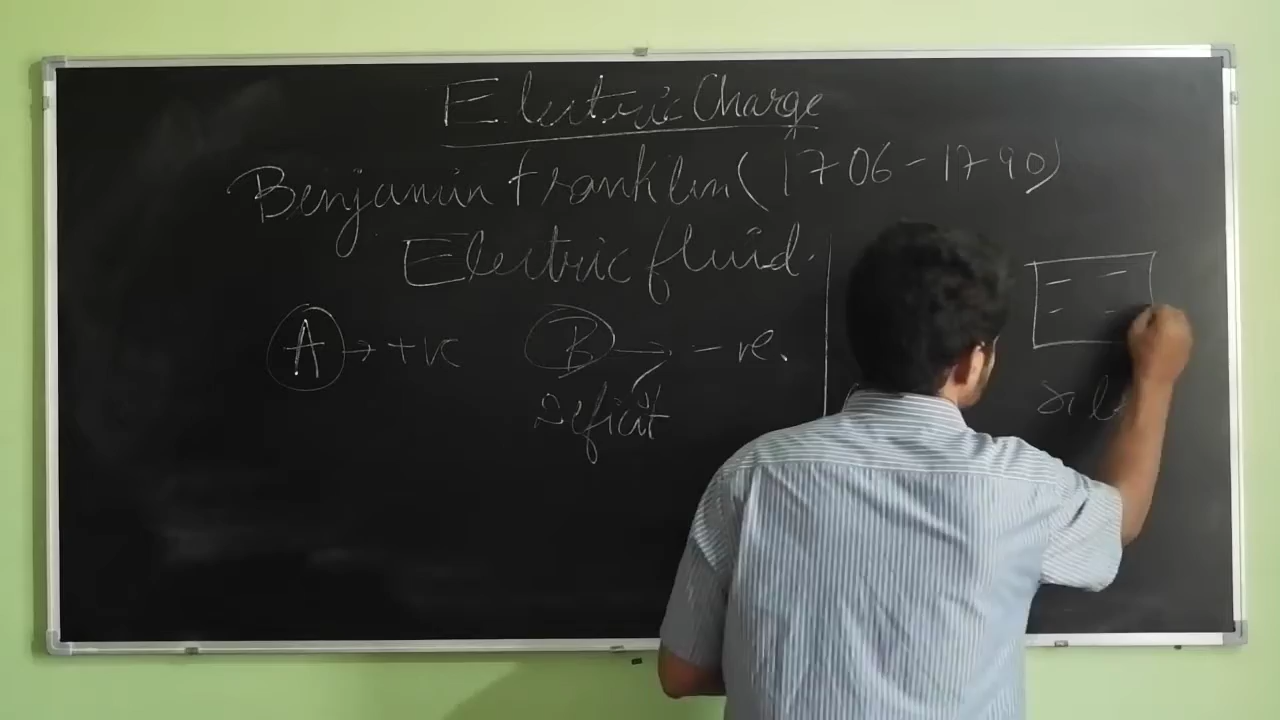 Electric Charge
Benjamin Franklin (1706-1790)
Electric fluid.
A → +ve B → -ve.
Deficit